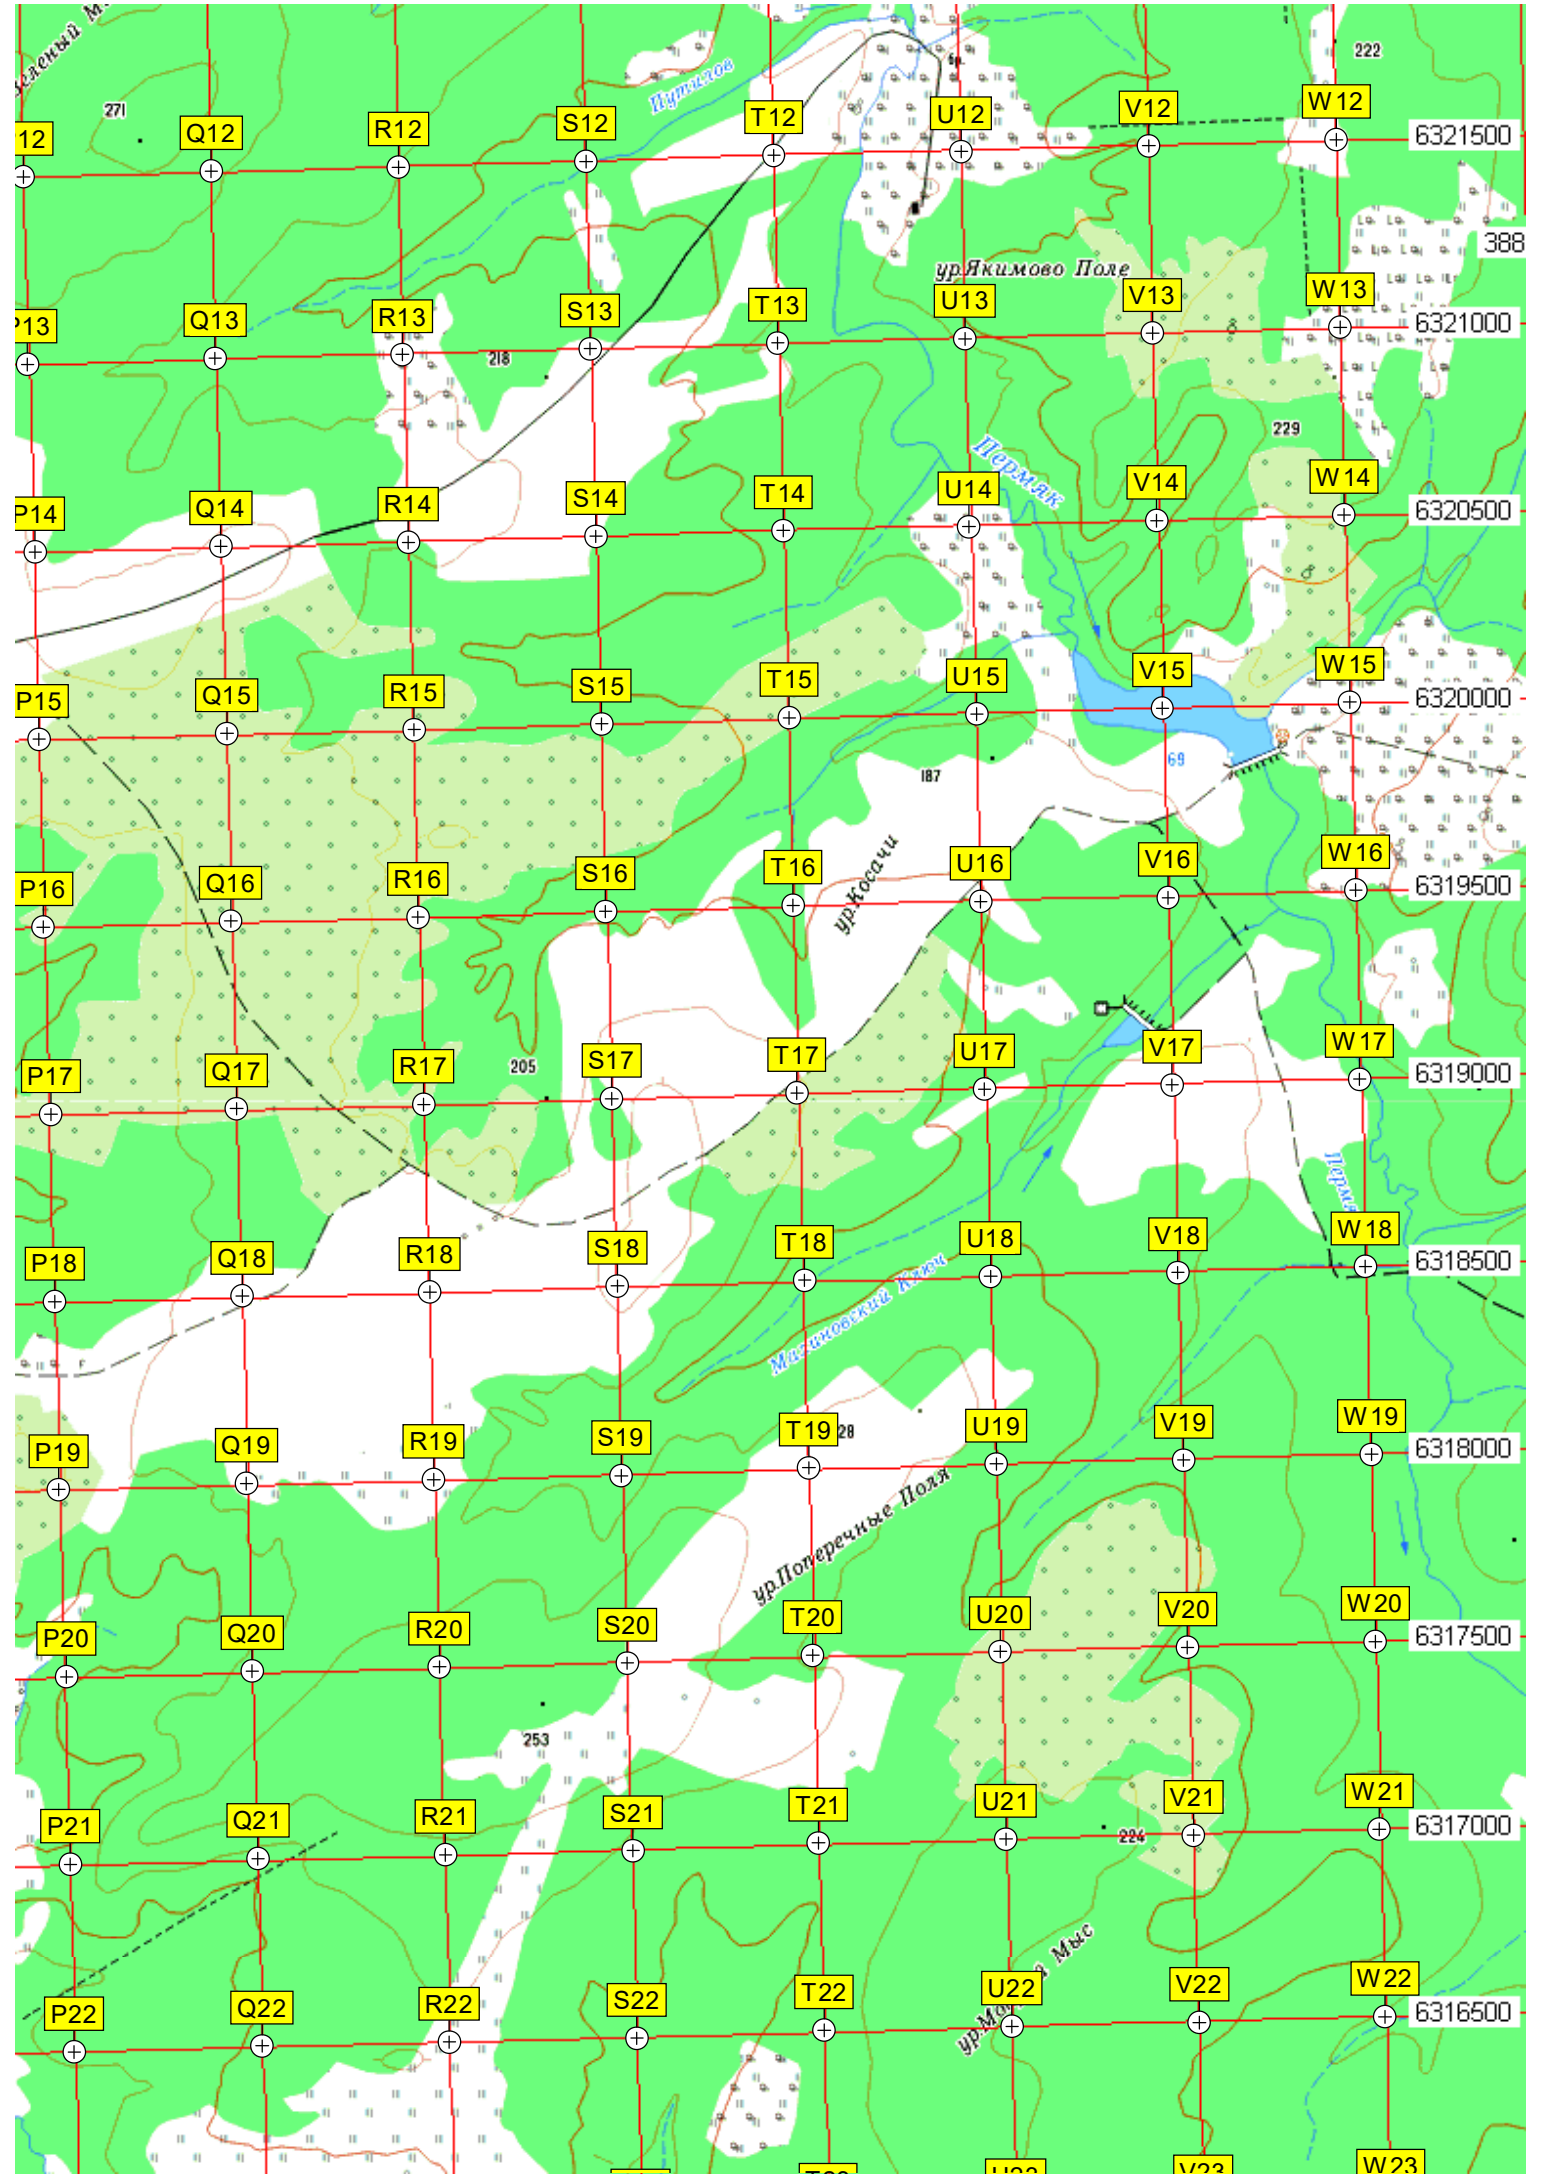 222
271
Путилов
бр.
12 Q12 R12 S12 T12 U12 V12 W12 6321500
388
ур.Якимово Поле
P13 Q13 R13 S13 T13 U13 V13 W13 6321000
218
229
Пермяк
P14 Q14 R14 S14 T14 U14 V14 W14 6320500
P15 Q15 R15 S15 T15 U15 V15 W15 6320000
69
187
ур.Косачи
P16 Q16 R16 S16 T16 U16 V16 W16 6319500
205
P17 Q17 R17 S17 T17 U17 V17 W17 6319000
P18 Q18 R18 S18 T18 U18 V18 W18 6318500
Ключ
P19 Q19 R19 S19 T19 U19 V19 W19 6318000
28
ур.Поперечные Поля
P20 Q20 R20 S20 T20 U20 V20 W20 6317500
253
P21 Q21 R21 S21 T21 U21 V21 W21 6317000
224
Мыс
P22 Q22 R22 S22 T22 U22 V22 W22 6316500
V23 W23